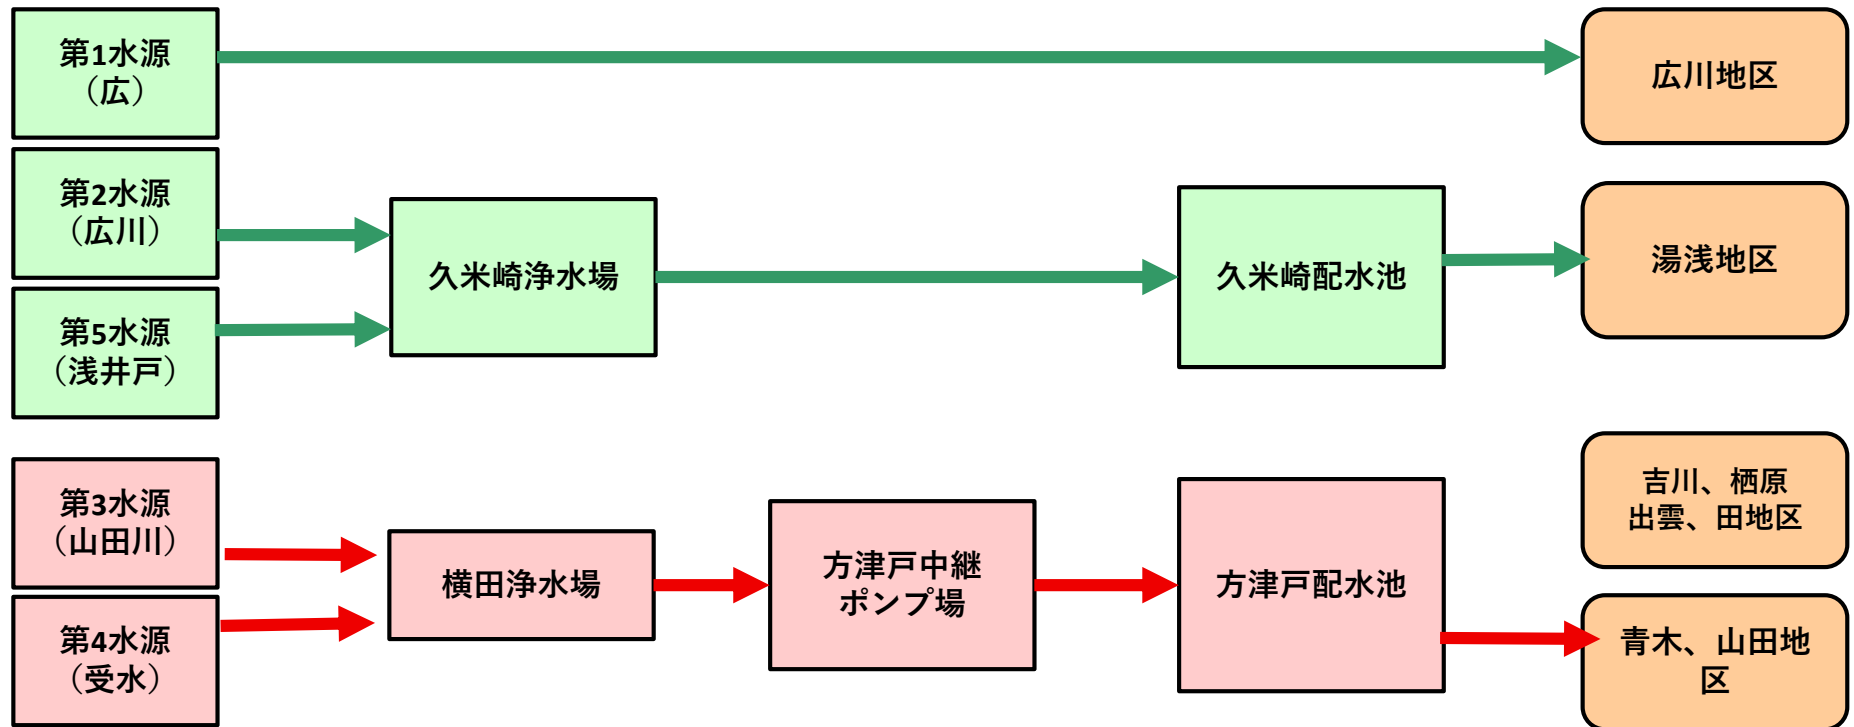 第1水源
（広）
広川地区
第2水源
（広川）
久米崎浄水場
久米崎配水池
湯浅地区
第5水源
（浅井戸）
第3水源
（山田川）
横田浄水場
方津戸中継
ポンプ場
方津戸配水池
吉川、栖原
出雲、田地区
第4水源
（受水）
青木、山田地
区